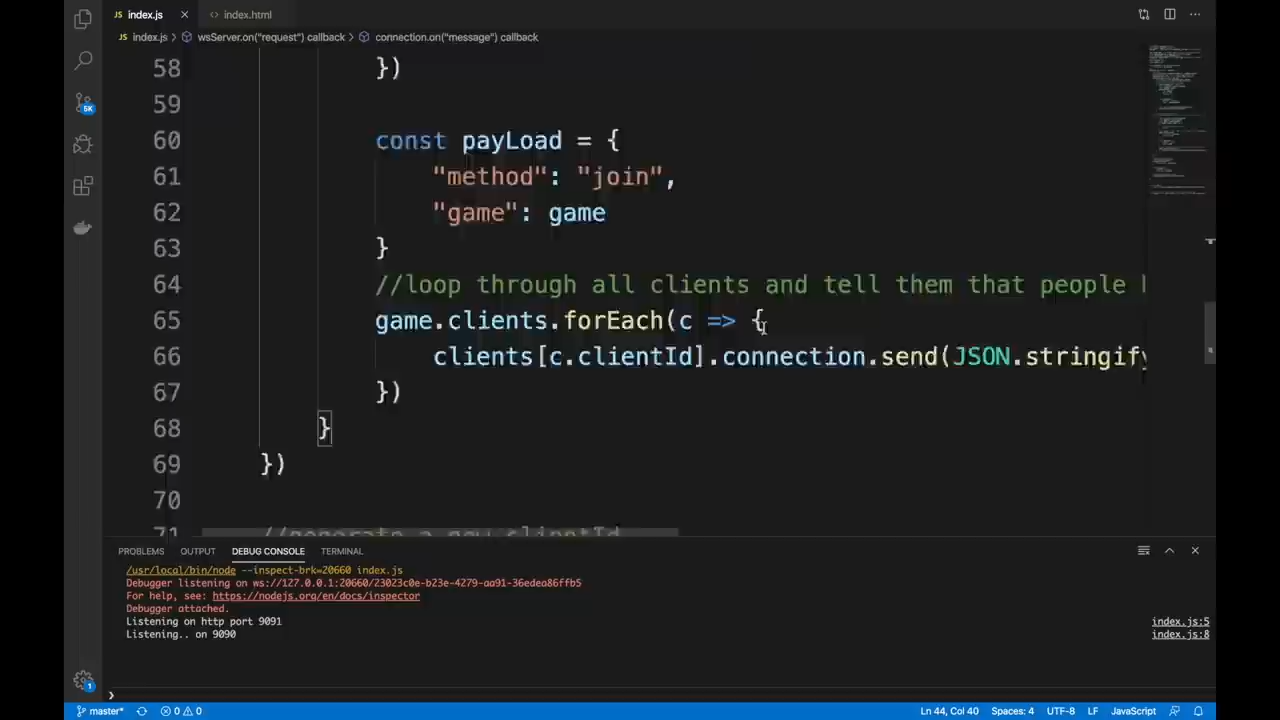 index.js
index.html
index.js > wsServer.on("request") callback > connection.on("message") callback
5K
58 })
59
60 const payLoad = {
61 "method": "join",
62 "game": game
63 }
64 //loop through all clients and tell them that people
65 game.clients.forEach(c => {
66 clients[c.clientId].connection.send(JSON.stringify
67 })
68 }
69 })
70
71 //generate a new clientId
PROBLEMS OUTPUT DEBUG CONSOLE TERMINAL
/usr/local/bin/node --inspect-brk=20660 index.js
Debugger listening on ws://127.0.0.1:20660/23023c0e-b23e-4279-aa91-36edea86ffb5
For help, see: https://nodejs.org/en/docs/inspector
Debugger attached.
Listening on http port 9091 index.js:5
Listening.. on 9090 index.js:8
1
master* 0 0 Ln 44, Col 40 Spaces: 4 UTF-8 LF JavaScript